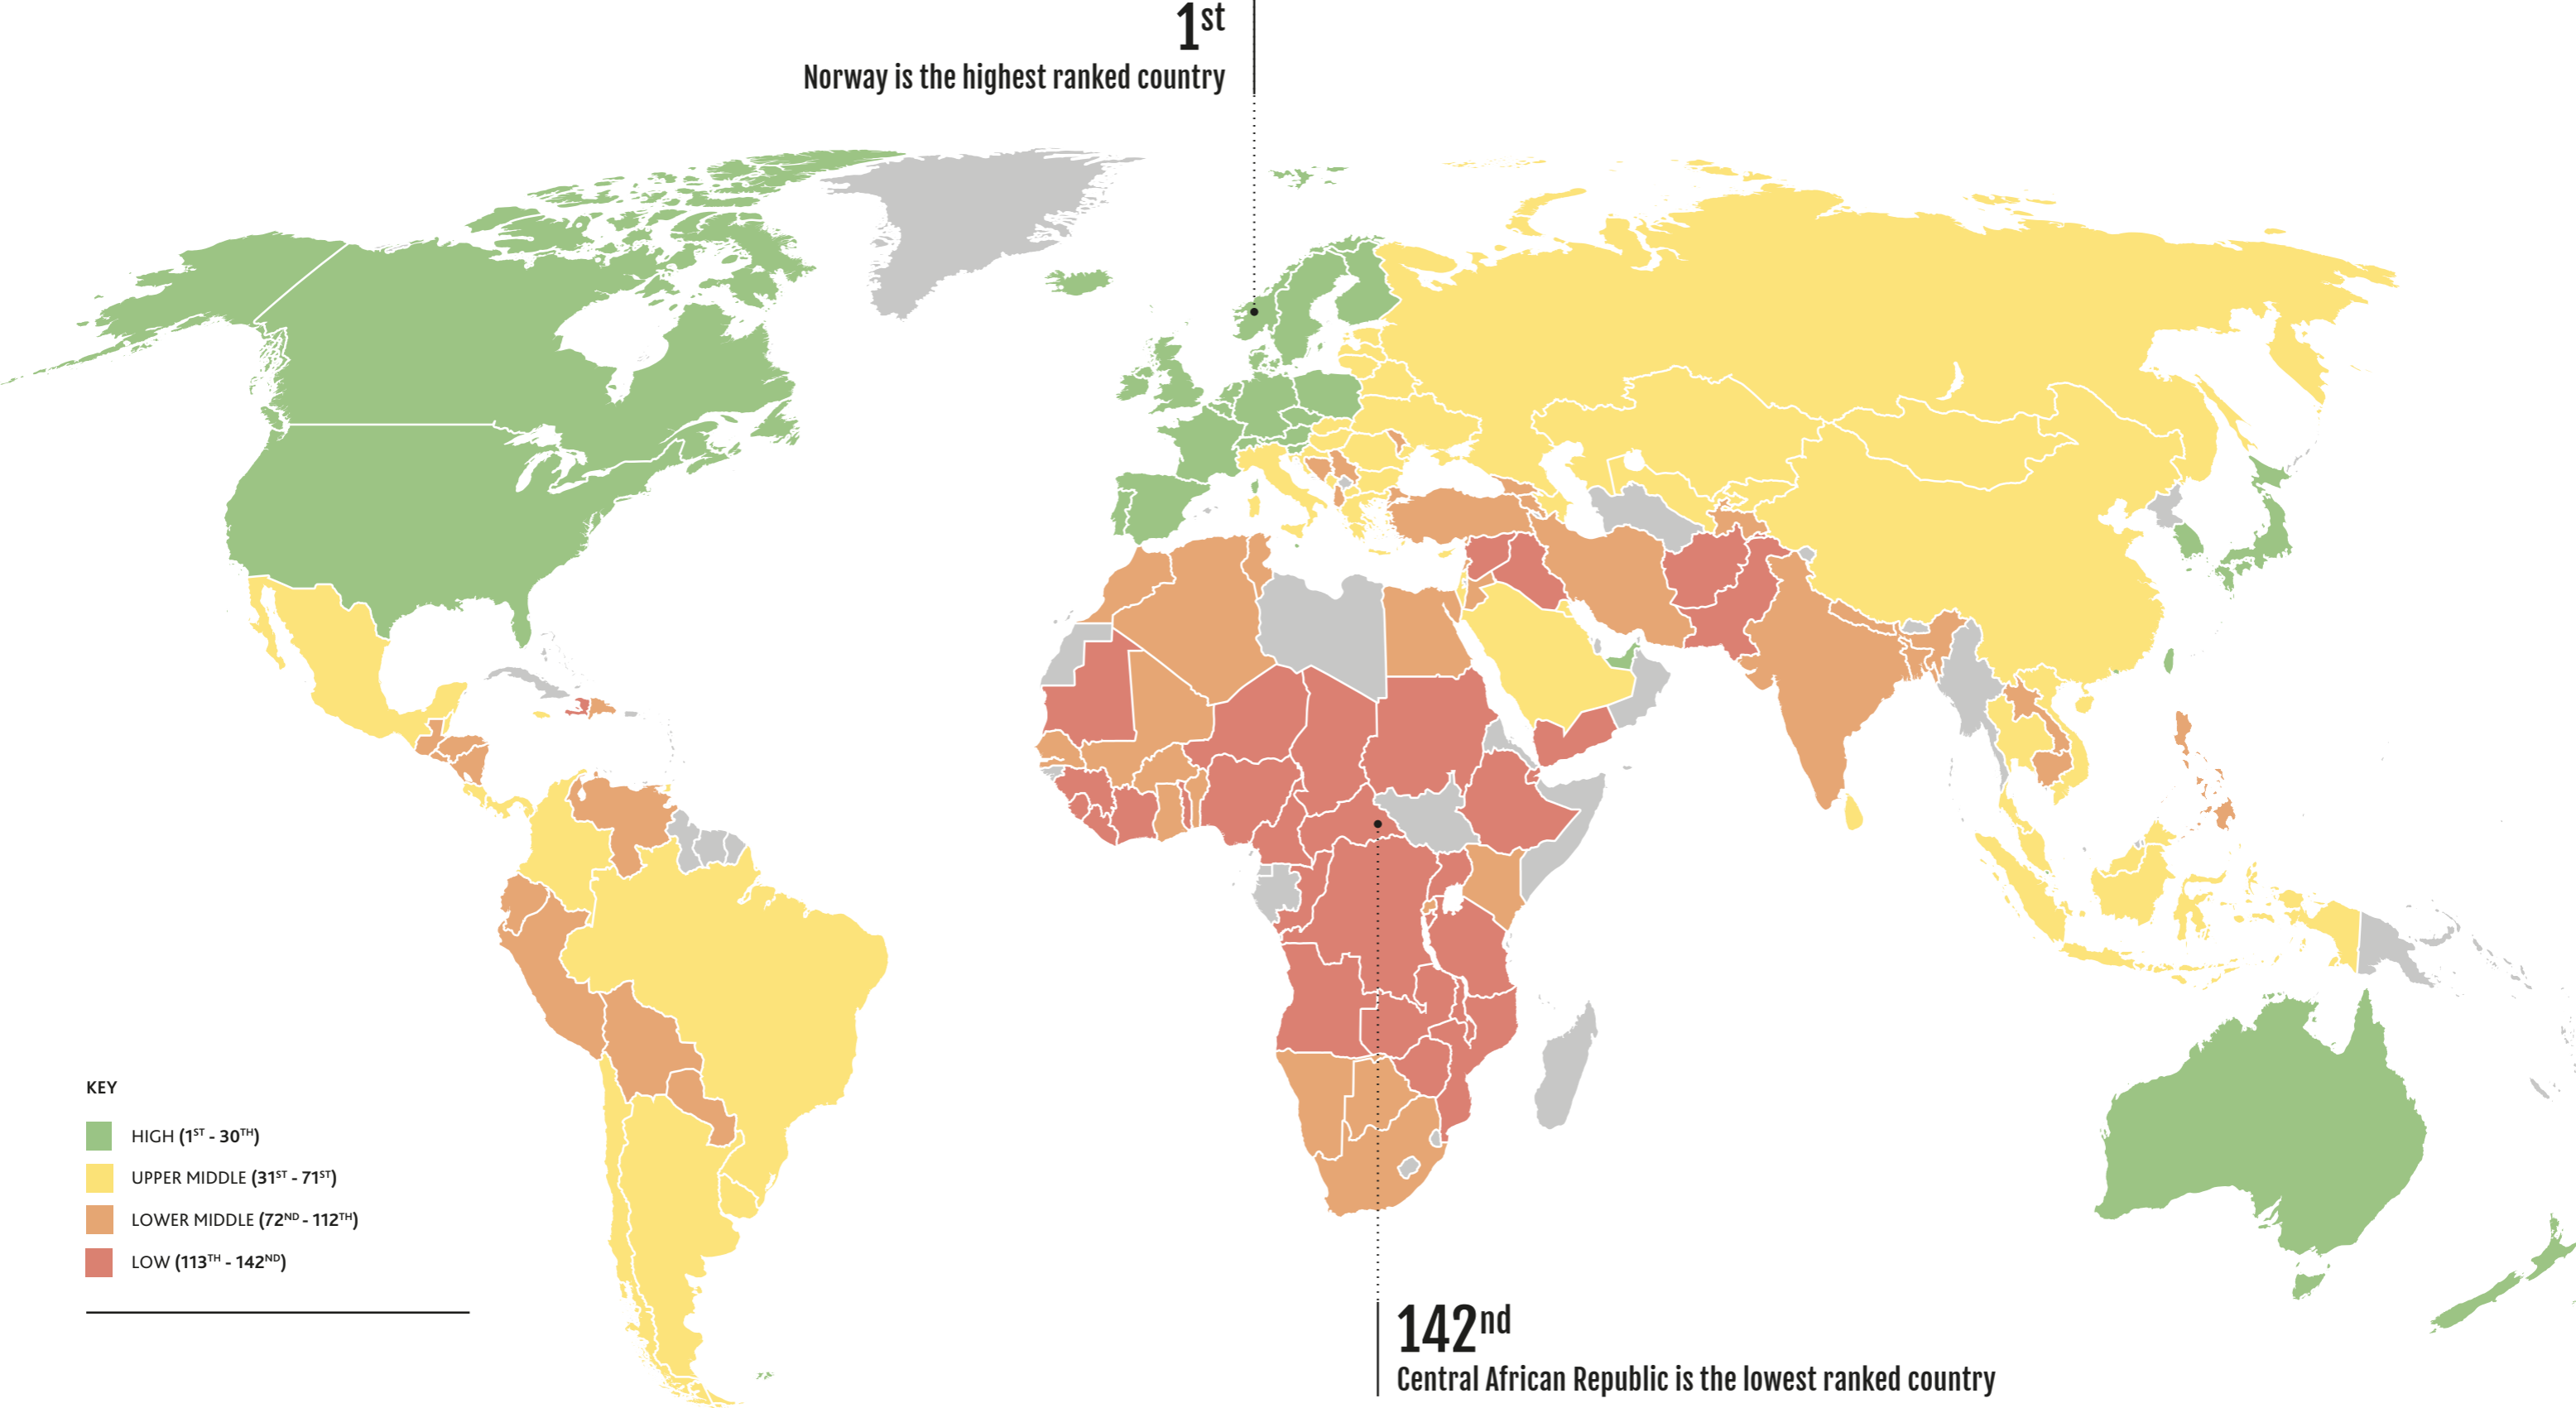 1st
Norway is the highest ranked country
KEY
HIGH (1ST - 30TH)
UPPER MIDDLE (31ST - 71ST)
LOWER MIDDLE (72ND - 112TH)
LOW (113TH - 142ND)
142nd
Central African Republic is the lowest ranked country